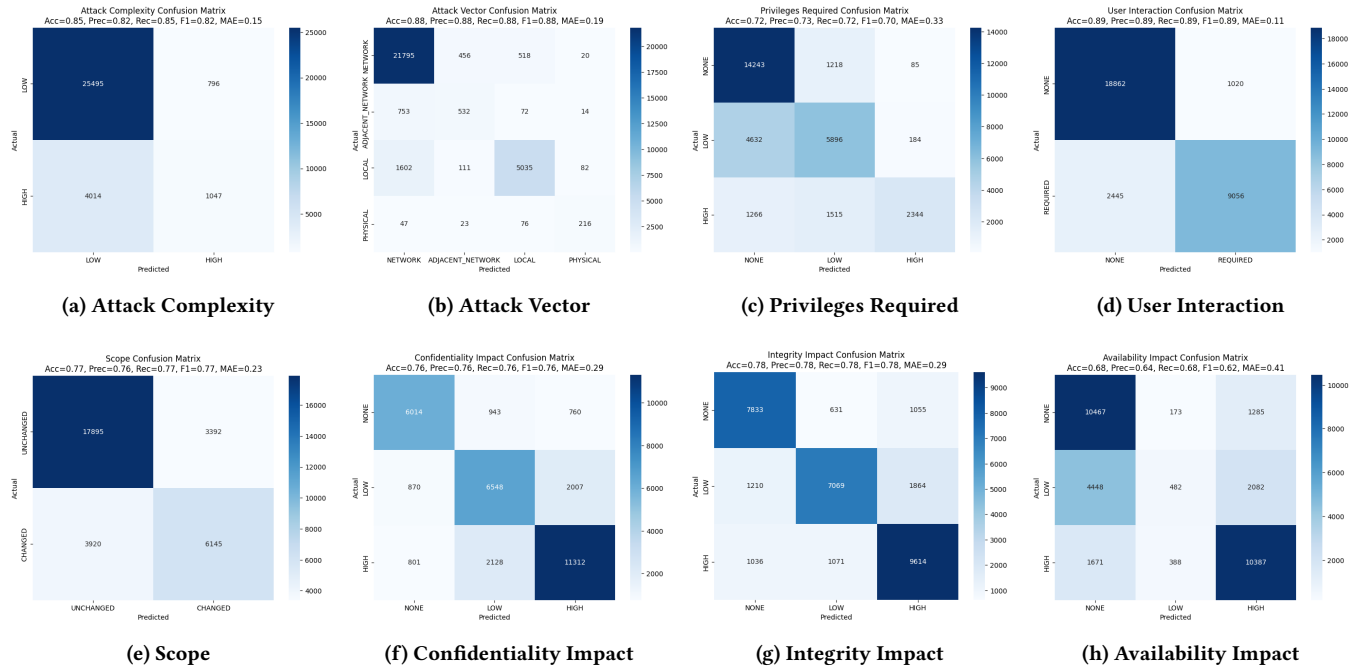 Attack Complexity Confusion Matrix
Acc=0.85, Prec=0.82, Rec=0.85, F1=0.82, MAE=0.15
Actual
LOW
HIGH
25495
796
4014
1047
LOW
HIGH
Predicted
25000
20000
15000
10000
5000
(a) Attack Complexity
Attack Vector Confusion Matrix
Acc=0.88, Prec=0.88, Rec=0.88, F1=0.88, MAE=0.19
Actual
NETWORK
ADJACENT_NETWORK
LOCAL
PHYSICAL
21795
456
518
20
753
532
72
14
1602
111
5035
82
47
23
76
216
NETWORK
ADJACENT_NETWORK
LOCAL
PHYSICAL
Predicted
20000
17500
15000
12500
10000
7500
5000
2500
(b) Attack Vector
Privileges Required Confusion Matrix
Acc=0.72, Prec=0.73, Rec=0.72, F1=0.70, MAE=0.33
Actual
NONE
LOW
HIGH
14243
1218
85
4632
5896
184
1266
1515
2344
NONE
LOW
HIGH
Predicted
14000
12000
10000
8000
6000
4000
2000
(c) Privileges Required
User Interaction Confusion Matrix
Acc=0.89, Prec=0.89, Rec=0.89, F1=0.89, MAE=0.11
Actual
NONE
REQUIRED
18862
1020
2445
9056
NONE
REQUIRED
Predicted
18000
16000
14000
12000
10000
8000
6000
4000
2000
(d) User Interaction
Scope Confusion Matrix
Acc=0.77, Prec=0.76, Rec=0.77, F1=0.77, MAE=0.23
Actual
UNCHANGED
CHANGED
17895
3392
3920
6145
UNCHANGED
CHANGED
Predicted
16000
14000
12000
10000
8000
6000
4000
(e) Scope
Confidentiality Impact Confusion Matrix
Acc=0.76, Prec=0.76, Rec=0.76, F1=0.76, MAE=0.29
Actual
NONE
LOW
HIGH
6014
943
760
870
6548
2007
801
2128
11312
NONE
LOW
HIGH
Predicted
10000
8000
6000
4000
2000
(f) Confidentiality Impact
Integrity Impact Confusion Matrix
Acc=0.78, Prec=0.78, Rec=0.78, F1=0.78, MAE=0.29
Actual
NONE
LOW
HIGH
7833
631
1055
1210
7069
1864
1036
1071
9614
NONE
LOW
HIGH
Predicted
9000
8000
7000
6000
5000
4000
3000
2000
1000
(g) Integrity Impact
Availability Impact Confusion Matrix
Acc=0.68, Prec=0.64, Rec=0.68, F1=0.62, MAE=0.41
Actual
NONE
LOW
HIGH
10467
173
1285
4448
482
2082
1671
388
10387
NONE
LOW
HIGH
Predicted
10000
8000
6000
4000
2000
(h) Availability Impact